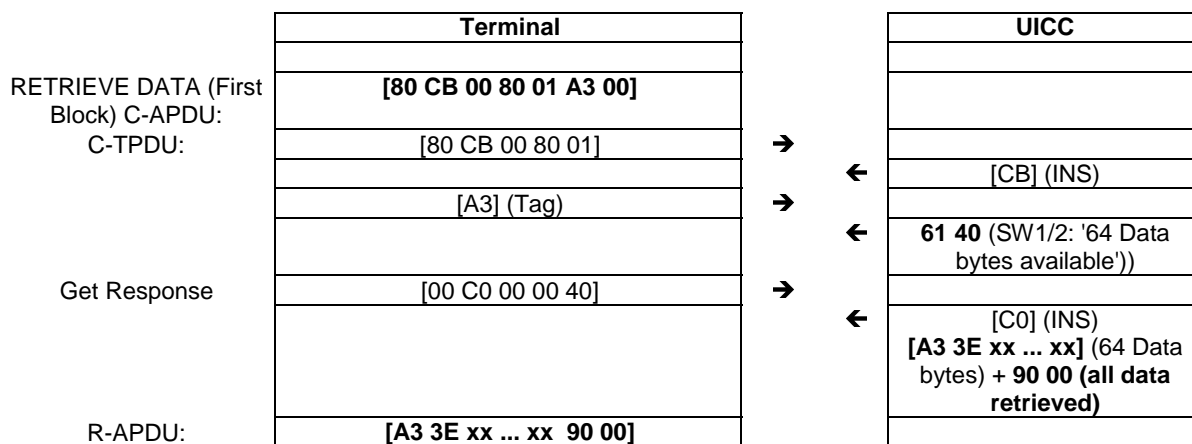 Terminal UICC
RETRIEVE DATA (First [80 CB 00 80 01 A3 00]
Block) C-APDU:
C-TPDU: [80 CB 00 80 01] ➔
🡰 [CB] (INS)
[A3] (Tag) ➔
🡰 61 40 (SW1/2: '64 Data
bytes available'))
Get Response [00 C0 00 00 40] ➔
🡰 [C0] (INS)
[A3 3E xx ... xx] (64 Data
bytes) + 90 00 (all data
retrieved)
R-APDU: [A3 3E xx ... xx 90 00]